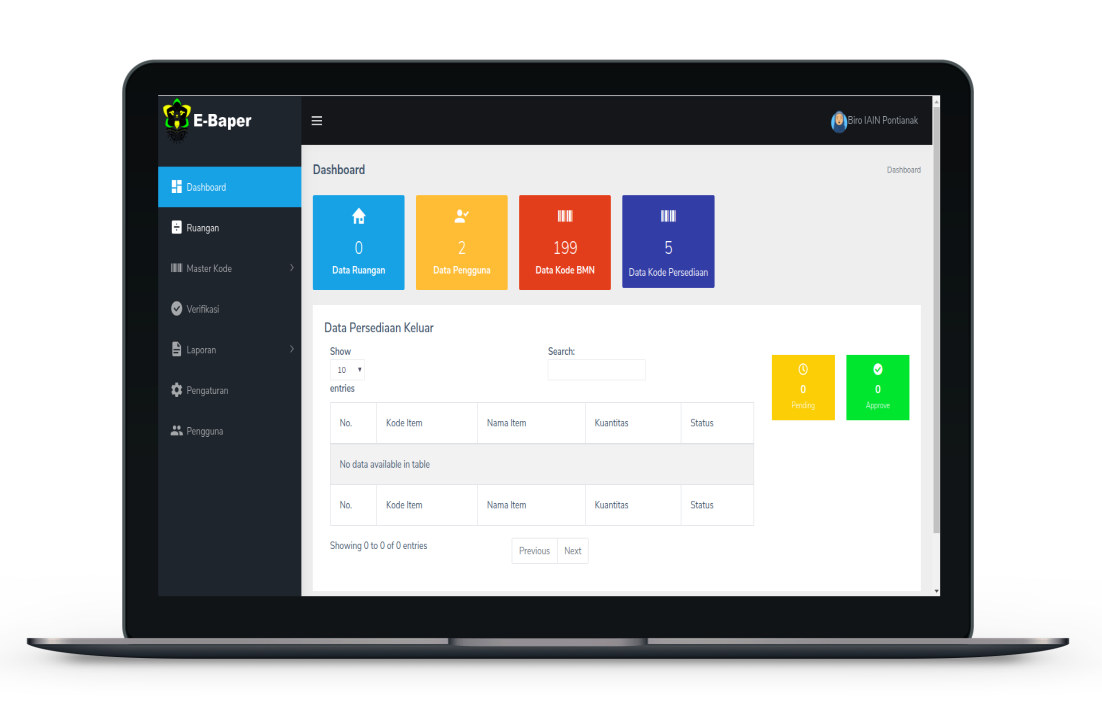 E-Baper
Biro IAIN Pontianak
Dashboard
Ruangan
Master Kode
Verifikasi
Laporan
Pengaturan
Pengguna
Dashboard
Dashboard
0
Data Ruangan
2
Data Pengguna
199
Data Kode BMN
5
Data Kode Persediaan
Data Persediaan Keluar
Show
10
entries
Search:
0
Pending
0
Approve
No. Kode Item Nama Item Kuantitas Status
No data available in table
No. Kode Item Nama Item Kuantitas Status
Showing 0 to 0 of 0 entries
Previous Next